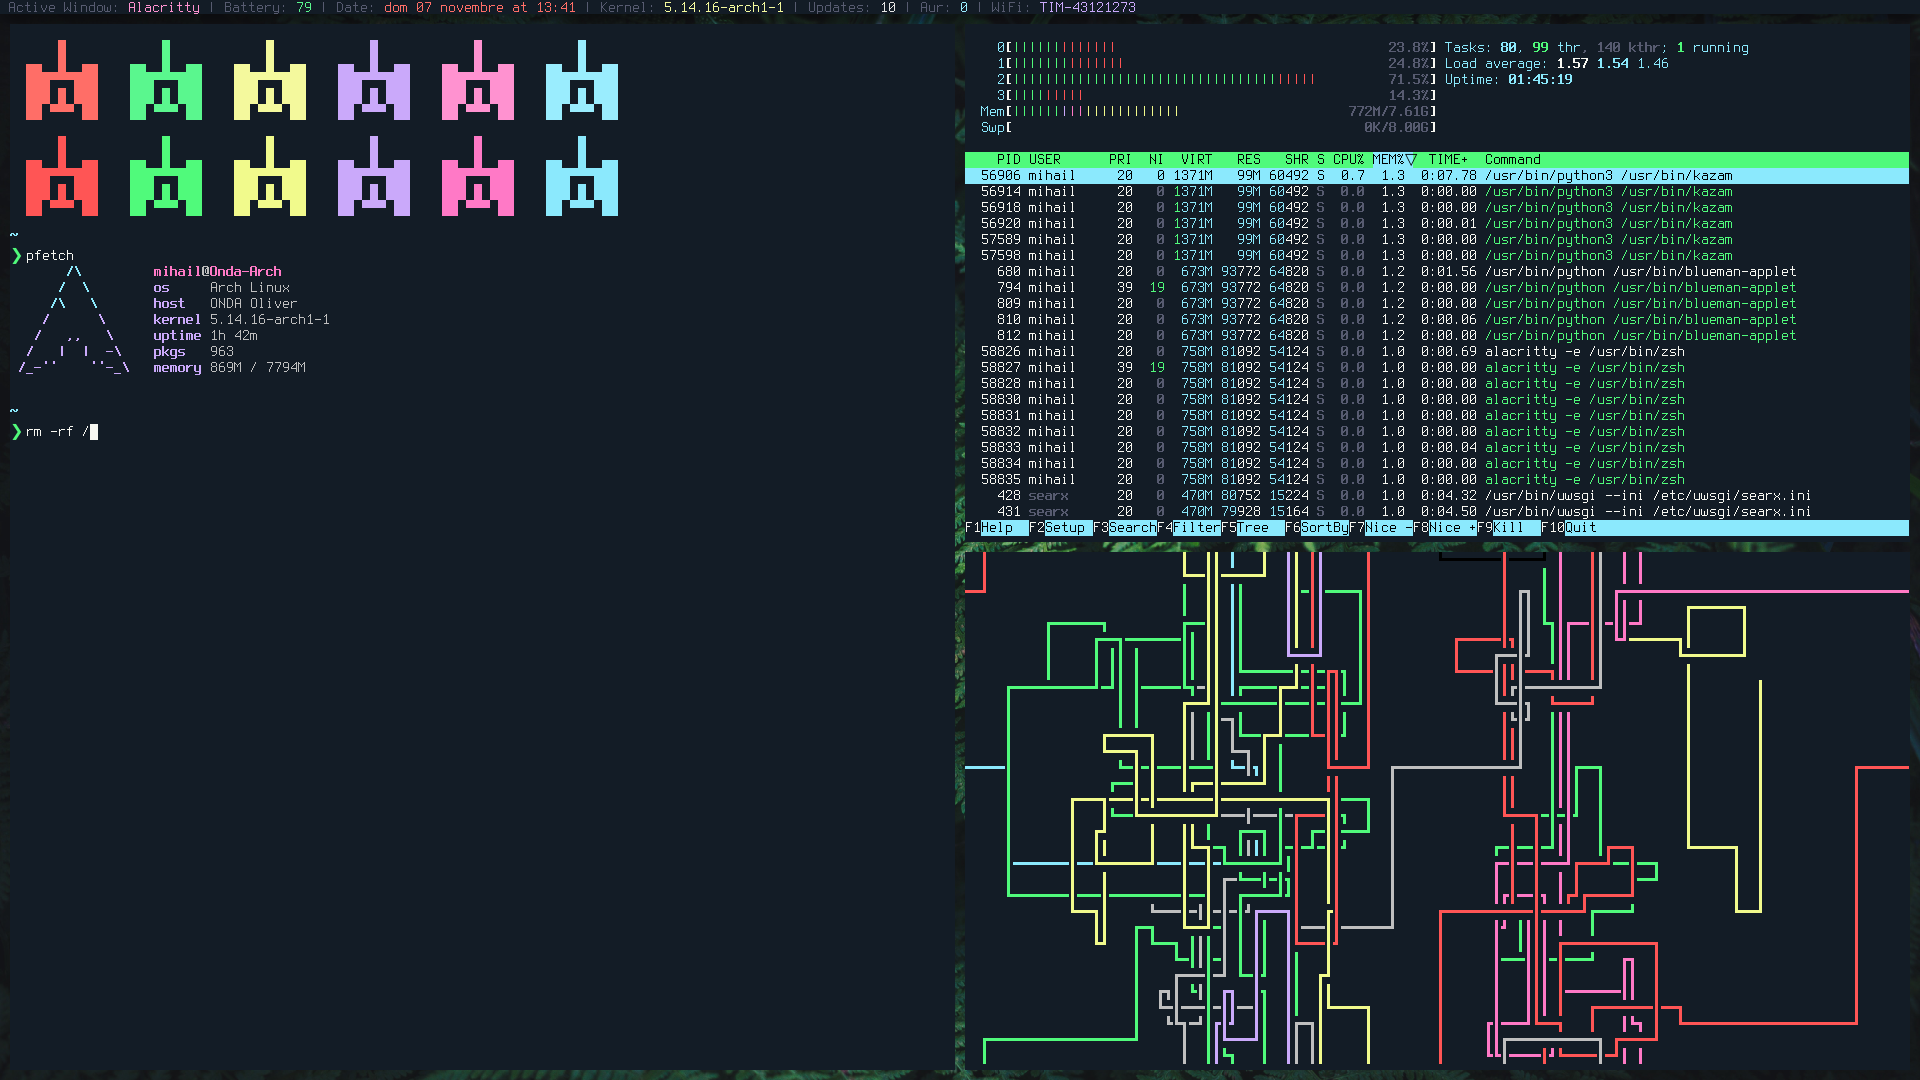 Active Window: Alacritty | Battery: 79 | Date: dom 07 novembre at 13:41 | Kernel: 5.14.16-arch1-1 | Updates: 10 | Aur: 0 | WiFi: TIM-43121273
~
❯ pfetch
mihail@Onda-Arch
os Arch Linux
host ONDA Oliver
kernel 5.14.16-arch1-1
uptime 1h 42m
pkgs 963
memory 869M / 7794M
~
❯ rm -rf /
0[ 23.8%] Tasks: 80, 99 thr, 140 kthr; 1 running
1[ 24.8%] Load average: 1.57 1.54 1.46
2[ 71.5%] Uptime: 01:45:19
3[ 14.3%]
Mem[ 772M/7.61G]
Swp[ 0K/8.00G]
PID USER PRI NI VIRT RES SHR S CPU% MEM%▽ TIME+ Command
56906 mihail 20 0 1371M 99M 60492 S 0.7 1.3 0:07.78 /usr/bin/python3 /usr/bin/kazam
56914 mihail 20 0 1371M 99M 60492 S 0.0 1.3 0:00.00 /usr/bin/python3 /usr/bin/kazam
56918 mihail 20 0 1371M 99M 60492 S 0.0 1.3 0:00.00 /usr/bin/python3 /usr/bin/kazam
56920 mihail 20 0 1371M 99M 60492 S 0.0 1.3 0:00.01 /usr/bin/python3 /usr/bin/kazam
57589 mihail 20 0 1371M 99M 60492 S 0.0 1.3 0:00.00 /usr/bin/python3 /usr/bin/kazam
57598 mihail 20 0 1371M 99M 60492 S 0.0 1.3 0:00.00 /usr/bin/python3 /usr/bin/kazam
680 mihail 20 0 673M 93772 64820 S 0.0 1.2 0:01.56 /usr/bin/python /usr/bin/blueman-applet
794 mihail 39 19 673M 93772 64820 S 0.0 1.2 0:00.00 /usr/bin/python /usr/bin/blueman-applet
809 mihail 20 0 673M 93772 64820 S 0.0 1.2 0:00.00 /usr/bin/python /usr/bin/blueman-applet
810 mihail 20 0 673M 93772 64820 S 0.0 1.2 0:00.06 /usr/bin/python /usr/bin/blueman-applet
812 mihail 20 0 673M 93772 64820 S 0.0 1.2 0:00.00 /usr/bin/python /usr/bin/blueman-applet
58826 mihail 20 0 758M 81092 54124 S 0.0 1.0 0:00.69 alacritty -e /usr/bin/zsh
58827 mihail 39 19 758M 81092 54124 S 0.0 1.0 0:00.00 alacritty -e /usr/bin/zsh
58828 mihail 20 0 758M 81092 54124 S 0.0 1.0 0:00.00 alacritty -e /usr/bin/zsh
58830 mihail 20 0 758M 81092 54124 S 0.0 1.0 0:00.00 alacritty -e /usr/bin/zsh
58831 mihail 20 0 758M 81092 54124 S 0.0 1.0 0:00.00 alacritty -e /usr/bin/zsh
58832 mihail 20 0 758M 81092 54124 S 0.0 1.0 0:00.00 alacritty -e /usr/bin/zsh
58833 mihail 20 0 758M 81092 54124 S 0.0 1.0 0:00.04 alacritty -e /usr/bin/zsh
58834 mihail 20 0 758M 81092 54124 S 0.0 1.0 0:00.00 alacritty -e /usr/bin/zsh
58835 mihail 20 0 758M 81092 54124 S 0.0 1.0 0:00.00 alacritty -e /usr/bin/zsh
428 searx 20 0 470M 80752 15224 S 0.0 1.0 0:04.32 /usr/bin/uwsgi --ini /etc/uwsgi/searx.ini
431 searx 20 0 470M 79928 15164 S 0.0 1.0 0:04.50 /usr/bin/uwsgi --ini /etc/uwsgi/searx.ini
F1Help F2Setup F3SearchF4FilterF5Tree F6SortByF7Nice -F8Nice +F9Kill F10Quit